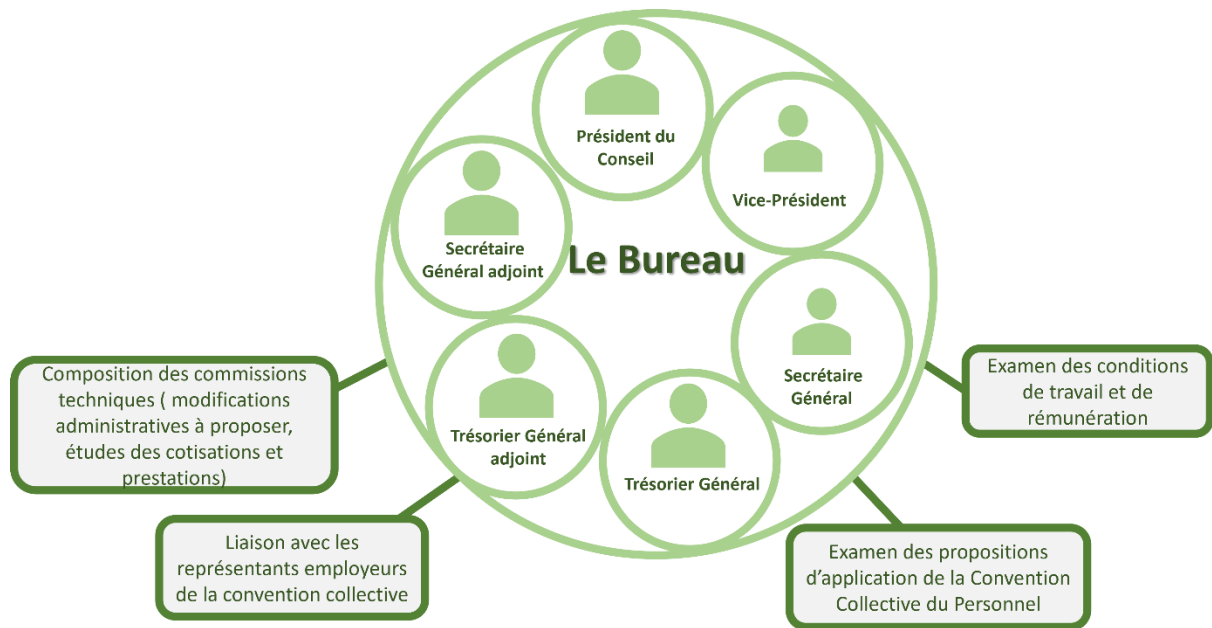 Président du
Conseil
Vice-Président
Secrétaire
Général adjoint
Le Bureau
Secrétaire
Général
Trésorier Général
adjoint
Trésorier Général
Composition des commissions
techniques ( modifications
administratives à proposer,
études des cotisations et
prestations)
Examen des conditions
de travail et de
rémunération
Liaison avec les
représentants employeurs
de la convention collective
Examen des propositions
d’application de la Convention
Collective du Personnel